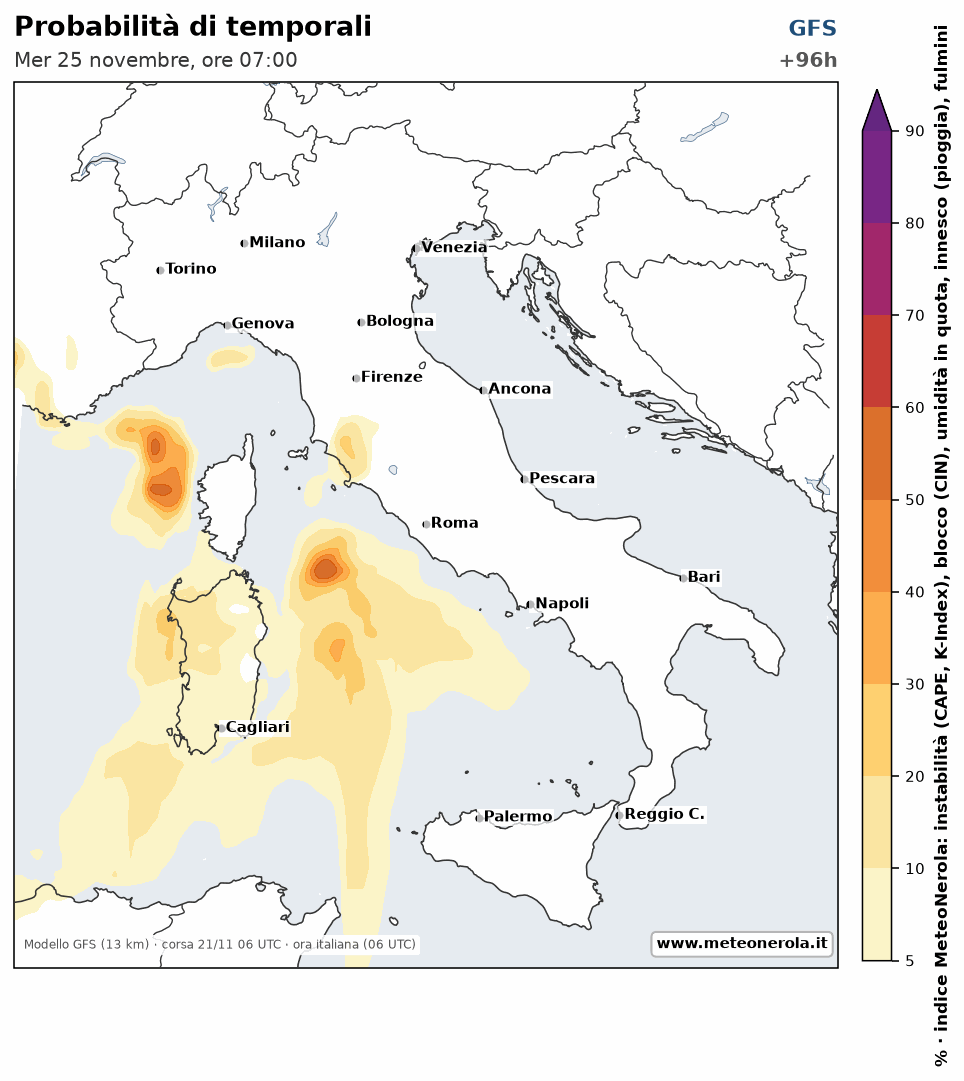 Probabilità di temporali
GFS
Mer 25 novembre, ore 07:00
+96h
Milano
Venezia
Torino
Genova
Bologna
Firenze
Ancona
Pescara
Roma
Bari
Napoli
Cagliari
Palermo
Reggio C.
Modello GFS (13 km) · corsa 21/11 06 UTC · ora italiana (06 UTC)
www.meteonerola.it
90
80
70
60
50
40
30
20
10
5
% · indice MeteoNerola: instabilità (CAPE, K-Index), blocco (CIN), umidità in quota, innesco (pioggia), fulmini